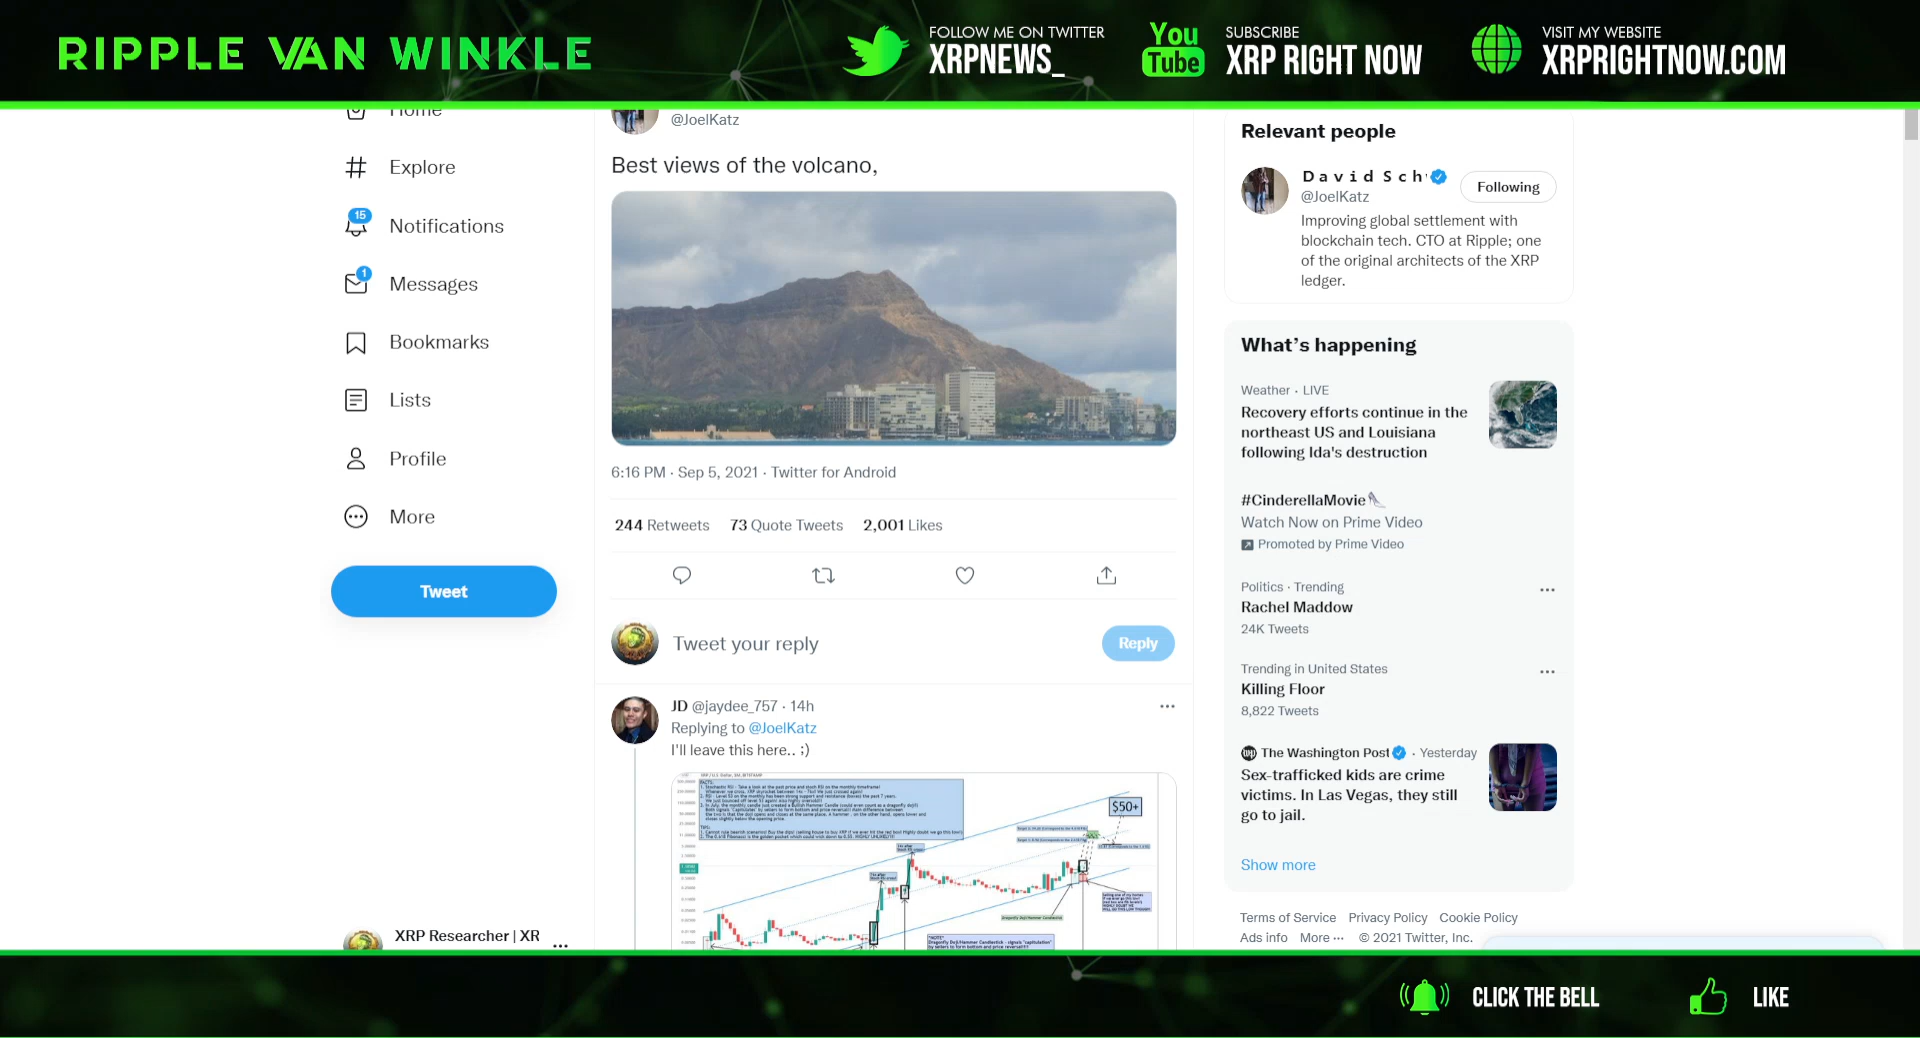 RIPPLE VAN WINKLE
FOLLOW ME ON TWITTER
XRPNEWS_
You
Tube
SUBSCRIBE
XRP RIGHT NOW
VISIT MY WEBSITE
XRPRIGHTNOW.COM
Home
Explore
15
Notifications
1
Messages
Bookmarks
Lists
Profile
More
Tweet
XRP Researcher | XR
@JoelKatz
Best views of the volcano,
6:16 PM · Sep 5, 2021 · Twitter for Android
244 Retweets 73 Quote Tweets 2,001 Likes
Tweet your reply
Reply
JD @jaydee_757 · 14h
Replying to @JoelKatz
I'll leave this here.. ;)
$50+
Relevant people
David Sch
@JoelKatz
Following
Improving global settlement with
blockchain tech. CTO at Ripple; one
of the original architects of the XRP
ledger.
What's happening
Weather · LIVE
Recovery efforts continue in the
northeast US and Louisiana
following Ida's destruction
#CinderellaMovie
Watch Now on Prime Video
Promoted by Prime Video
Politics · Trending
Rachel Maddow
24K Tweets
Trending in United States
Killing Floor
8,822 Tweets
The Washington Post · Yesterday
Sex-trafficked kids are crime
victims. In Las Vegas, they still
go to jail.
Show more
Terms of Service Privacy Policy Cookie Policy
Ads info More ··· © 2021 Twitter, Inc.
CLICK THE BELL
LIKE